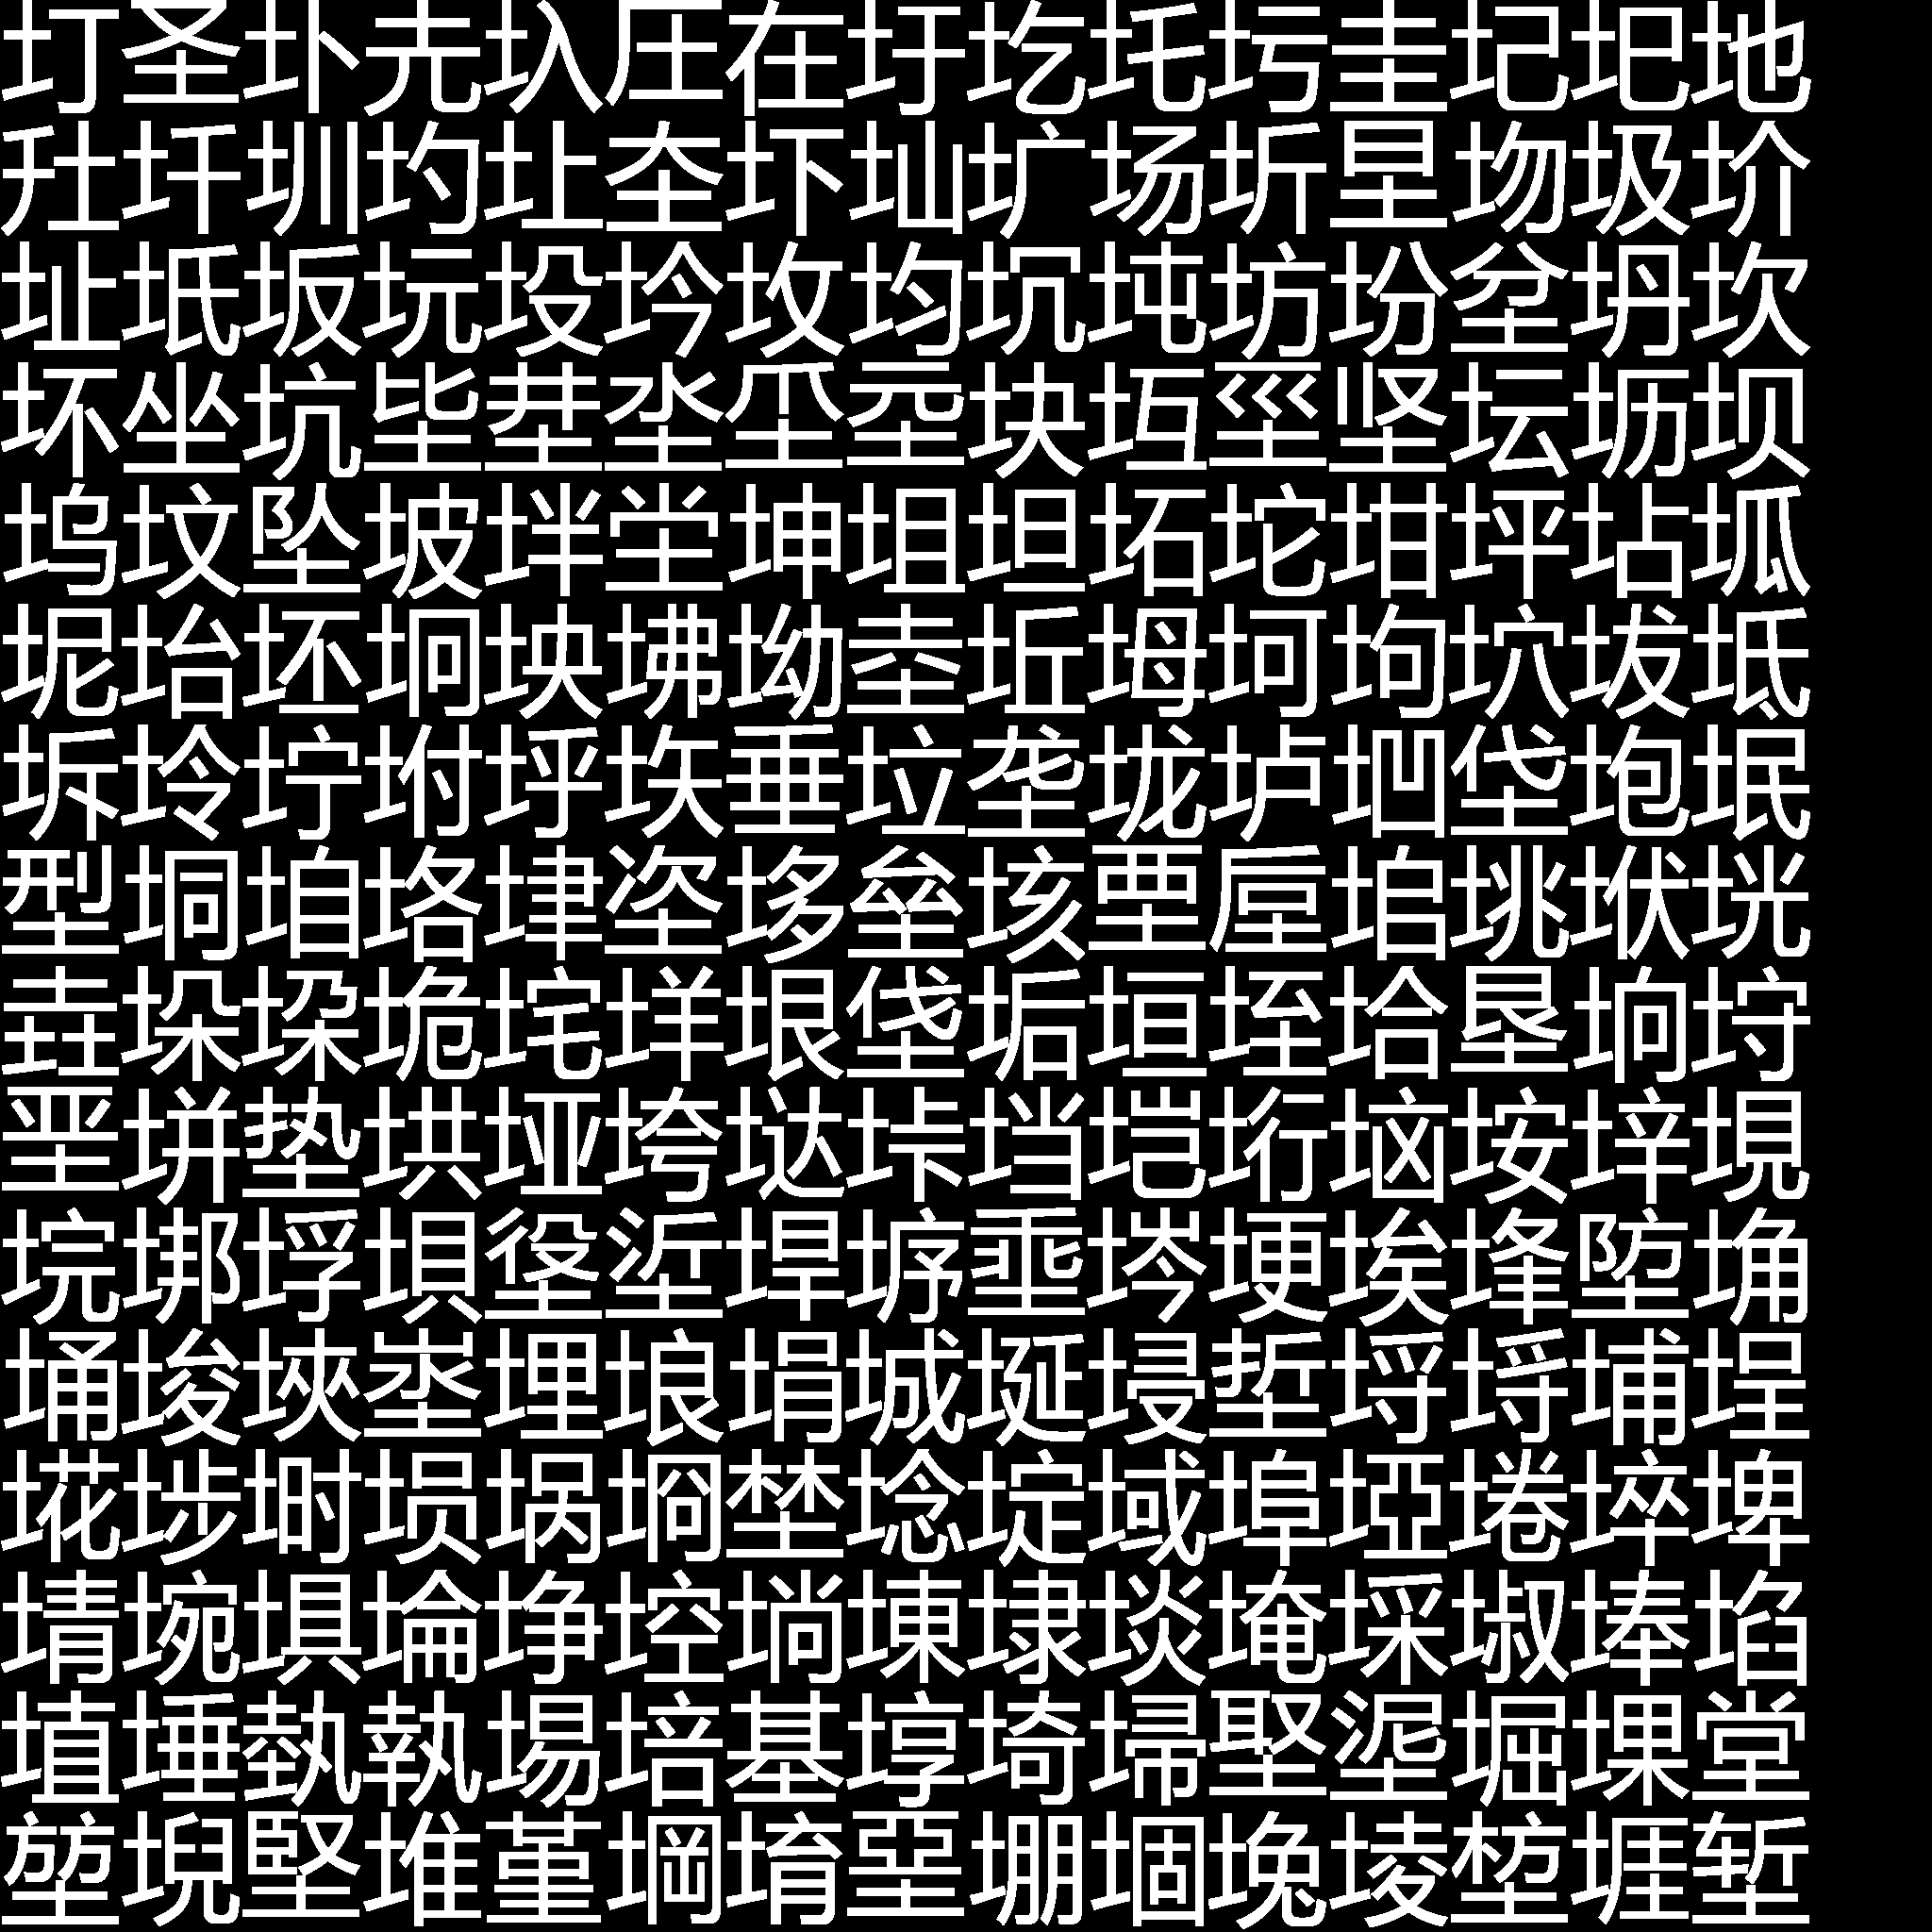 圢圣圤圥圦圧在圩圪圫圬圭圮圯地
圱圲圳圴圵圶圷圸圹场圻圼圽圾圿
址坁坂坃坄坅坆均坈坉坊坋坌坍坎
坏坐坑坒坓坔坕坖块坘坙坚坛坜坝
坞坟坠坡坢坣坤坥坦坧坨坩坪坫坬
坭坮坯坰坱坲坳坴坵坶坷坸坹坺坻
坼坽坾坿垀垁垂垃垄垅垆垇垈垉垊
型垌垍垎垏垐垑垒垓垔垕垖垗垘垙
垚垛垜垝垞垟垠垡垢垣垤垥垦垧垨
垩垪垫垬垭垮垯垰垱垲垳垴垵垶垷
垸垹垺垻垼垽垾垿埀埁埂埃埄埅埆
埇埈埉埊埋埌埍城埏埐埑埒埓埔埕
埖埗埘埙埚埛埜埝埞域埠埡埢埣埤
埥埦埧埨埩埪埫埬埭埮埯埰埱埲埳
埴埵埶執埸培基埻埼埽埾埿堀堁堂
堃堄堅堆堇堈堉堊堋堌堍堎堏堐堑